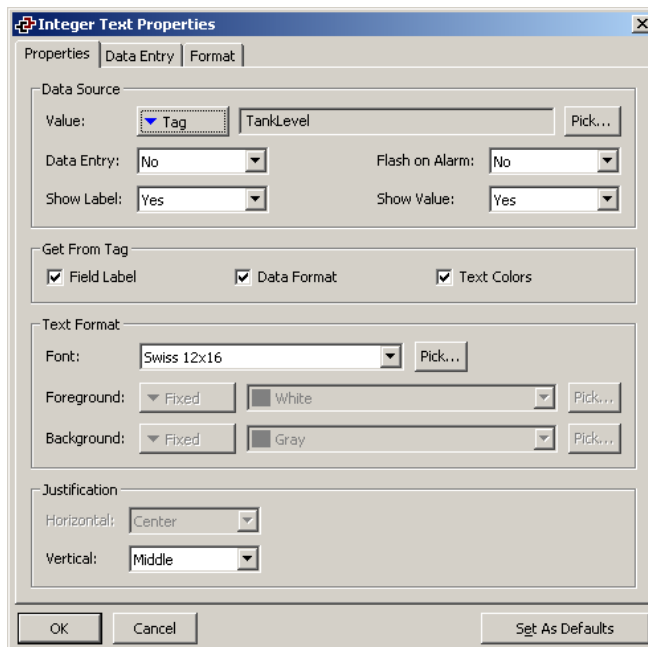 Integer Text Properties
Properties Data Entry Format
Data Source
Value: Tag TankLevel Pick...
Data Entry: No Flash on Alarm: No
Show Label: Yes Show Value: Yes
Get From Tag
Field Label Data Format Text Colors
Text Format
Font: Swiss 12x16 Pick...
Foreground: Fixed White Pick...
Background: Fixed Gray Pick...
Justification
Horizontal: Center
Vertical: Middle
OK Cancel Set As Defaults